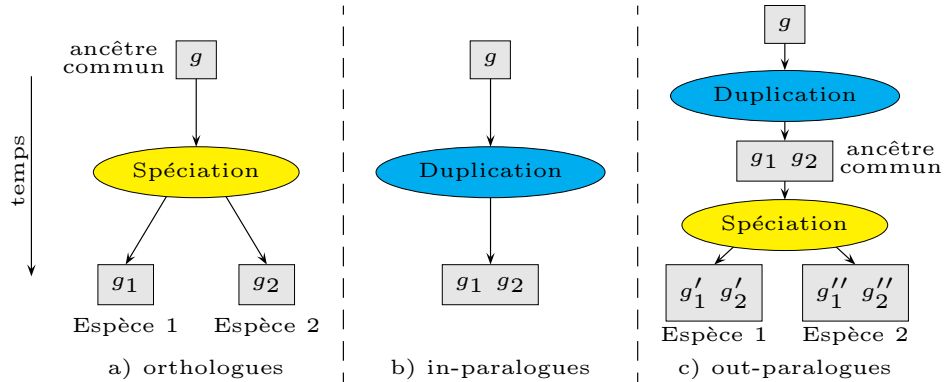 temps
ancêtre
commun
g
Spéciation
g1
g2
Espèce 1
Espèce 2
a) orthologues
g
Duplication
g1 g2
b) in-paralogues
g
Duplication
g1 g2
ancêtre
commun
Spéciation
g′1 g′2
g′′1 g′′2
Espèce 1
Espèce 2
c) out-paralogues